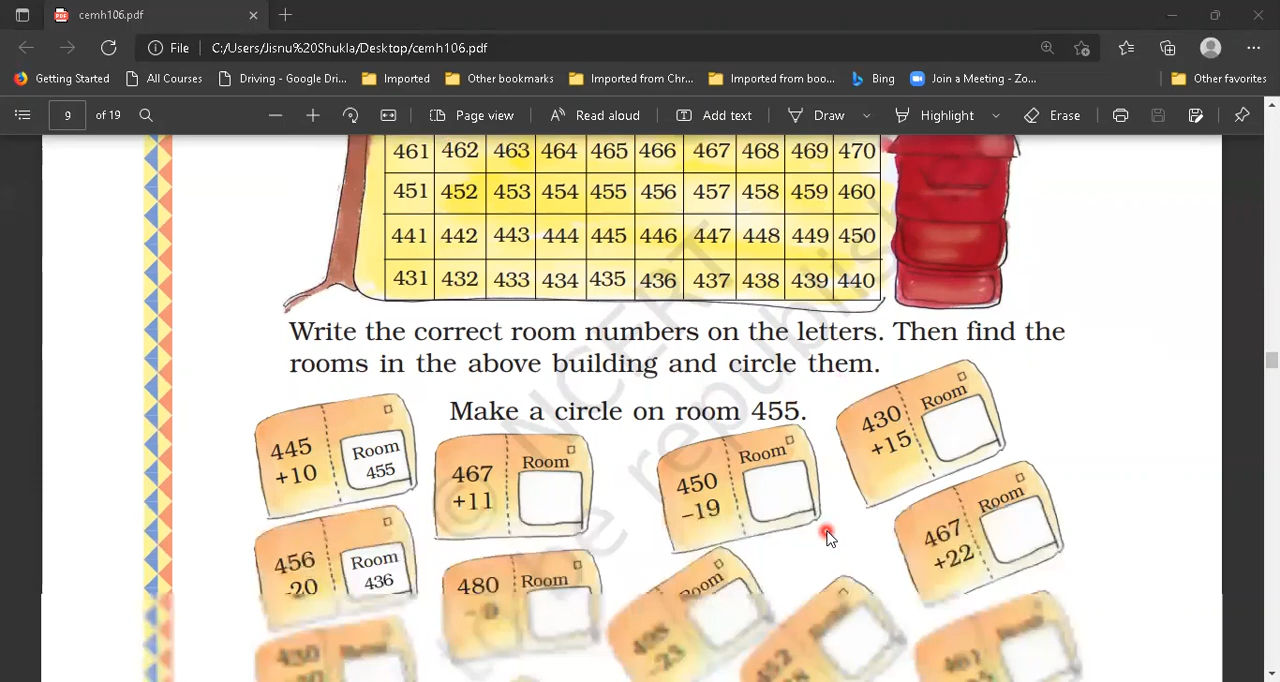 cemh106.pdf
File C:/Users/Jisnu%20Shukla/Desktop/cemh106.pdf
Getting Started All Courses Driving - Google Dri... Imported Other bookmarks Imported from Chr... Imported from boo... Bing Join a Meeting - Zo... Other favorites
9 of 19 Page view Read aloud Add text Draw Highlight Erase
461 462 463 464 465 466 467 468 469 470
451 452 453 454 455 456 457 458 459 460
441 442 443 444 445 446 447 448 449 450
431 432 433 434 435 436 437 438 439 440
Write the correct room numbers on the letters. Then find the
rooms in the above building and circle them.
Make a circle on room 455.
445
+10
Room
455
467
+11
Room
450
–19
Room
430
+15
Room
456
-20
Room
436
480
Room
467
+22
Room
Room
© NCERT
republish